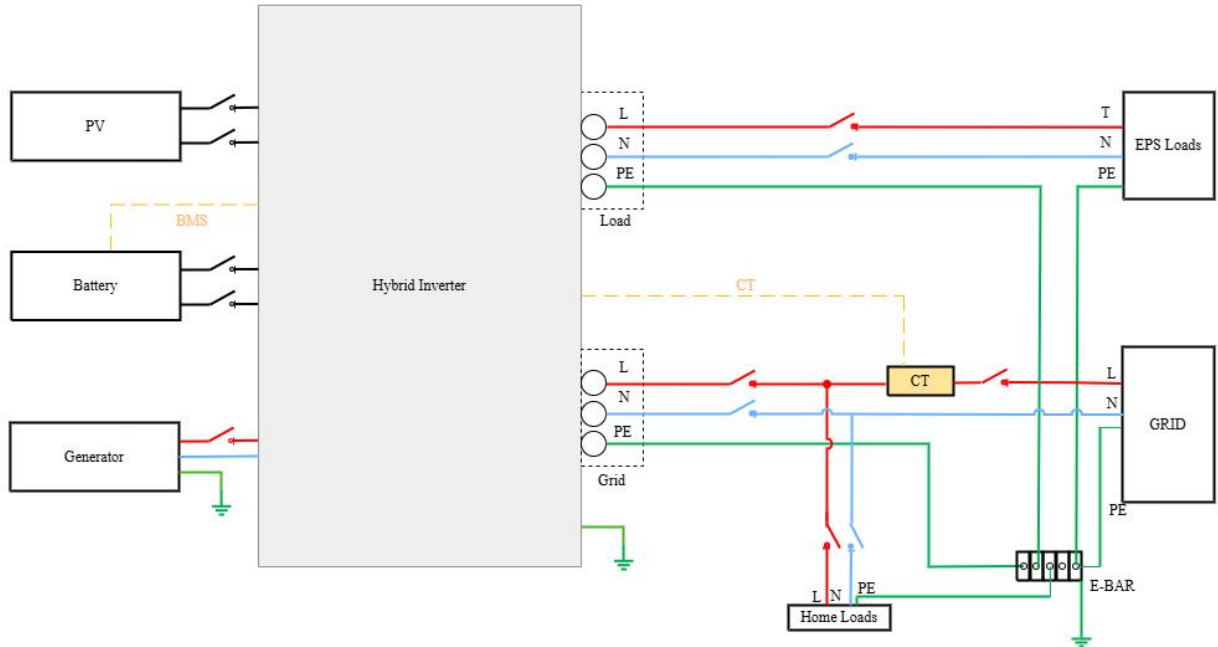 PV
BMS
Battery
Generator
Hybrid Inverter
L
N
PE
Load
T
N
PE
EPS Loads
CT
CT
L
N
PE
Grid
L
N
PE
GRID
L N PE
Home Loads
E-BAR